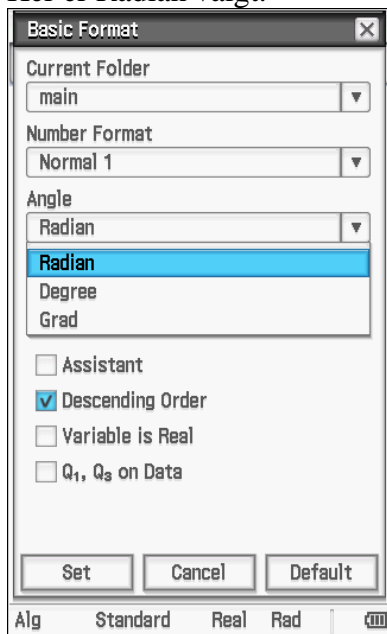 Basic Format
Current Folder
main
Number Format
Normal 1
Angle
Radian
Radian
Degree
Grad
Assistant
Descending Order
Variable is Real
Q₁, Q₃ on Data
Set Cancel Default
Alg Standard Real Rad